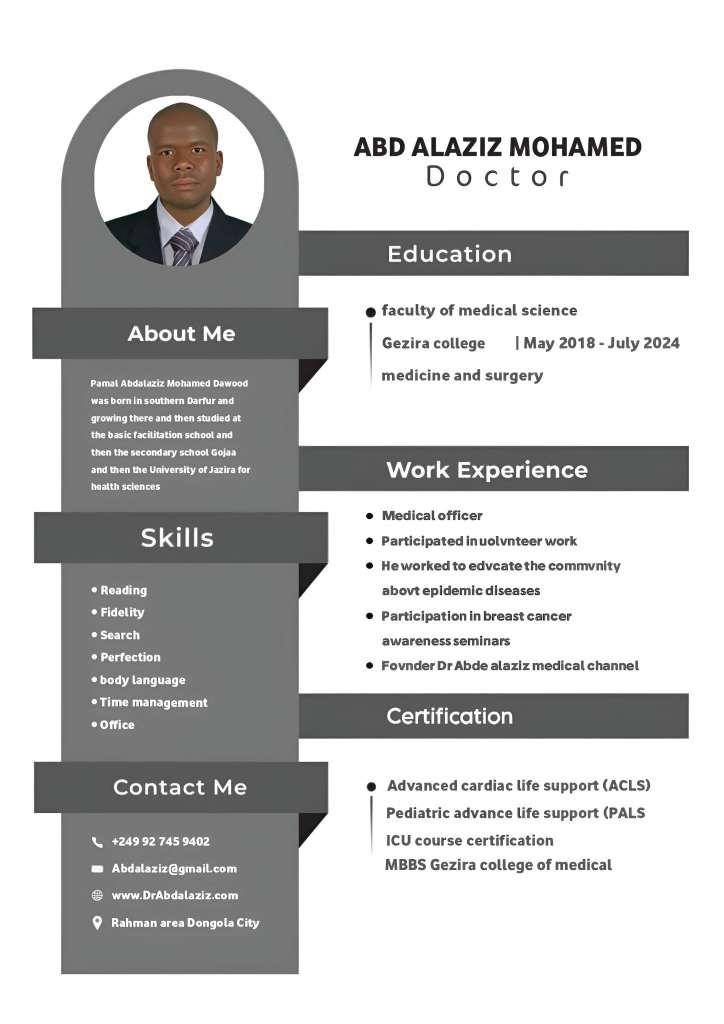 ABD ALAZIZ MOHAMED
Doctor
About Me
Pamal Abdalaziz Mohamed Dawood
was born in southern Darfur and
growing there and then studied at
the basic facilitation school and
then the secondary school Gojaa
and then the University of Jazira for
health sciences
Skills
• Reading
• Fidelity
• Search
• Perfection
• body language
• Time management
• Office
Contact Me
+249 92 745 9402
Abdalaziz@gmail.com
www.DrAbdalaziz.com
Rahman area Dongola City
Education
faculty of medical science
Gezira college | May 2018 - July 2024
medicine and surgery
Work Experience
• Medical officer
• Participated in uolvnteer work
• He worked to edvcate the commvnity
abovt epidemic diseases
• Participation in breast cancer
awareness seminars
• Fovnder Dr Abde alaziz medical channel
Certification
Advanced cardiac life support (ACLS)
Pediatric advance life support (PALS
ICU course certification
MBBS Gezira college of medical